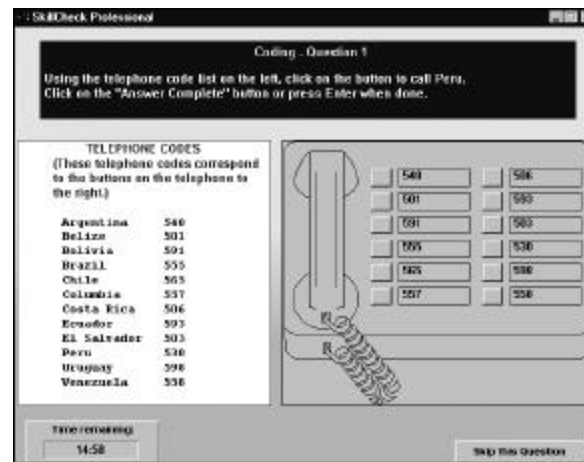 SkillCheck Professional
Coding - Question 1
Using the telephone code list on the left, click on the button to call Peru.
Click on the "Answer Complete" button or press Enter when done.
TELEPHONE CODES
(These telephone codes correspond
to the buttons on the telephone to
the right.)
Argentina 540
Belize 501
Bolivia 591
Brazil 555
Chile 565
Columbia 557
Costa Rica 506
Ecuador 593
El Salvador 503
Peru 530
Uruguay 598
Venezuela 558
540 506
501 593
591 503
555 530
565 598
557 558
Time remaining:
14:58
Skip This Question